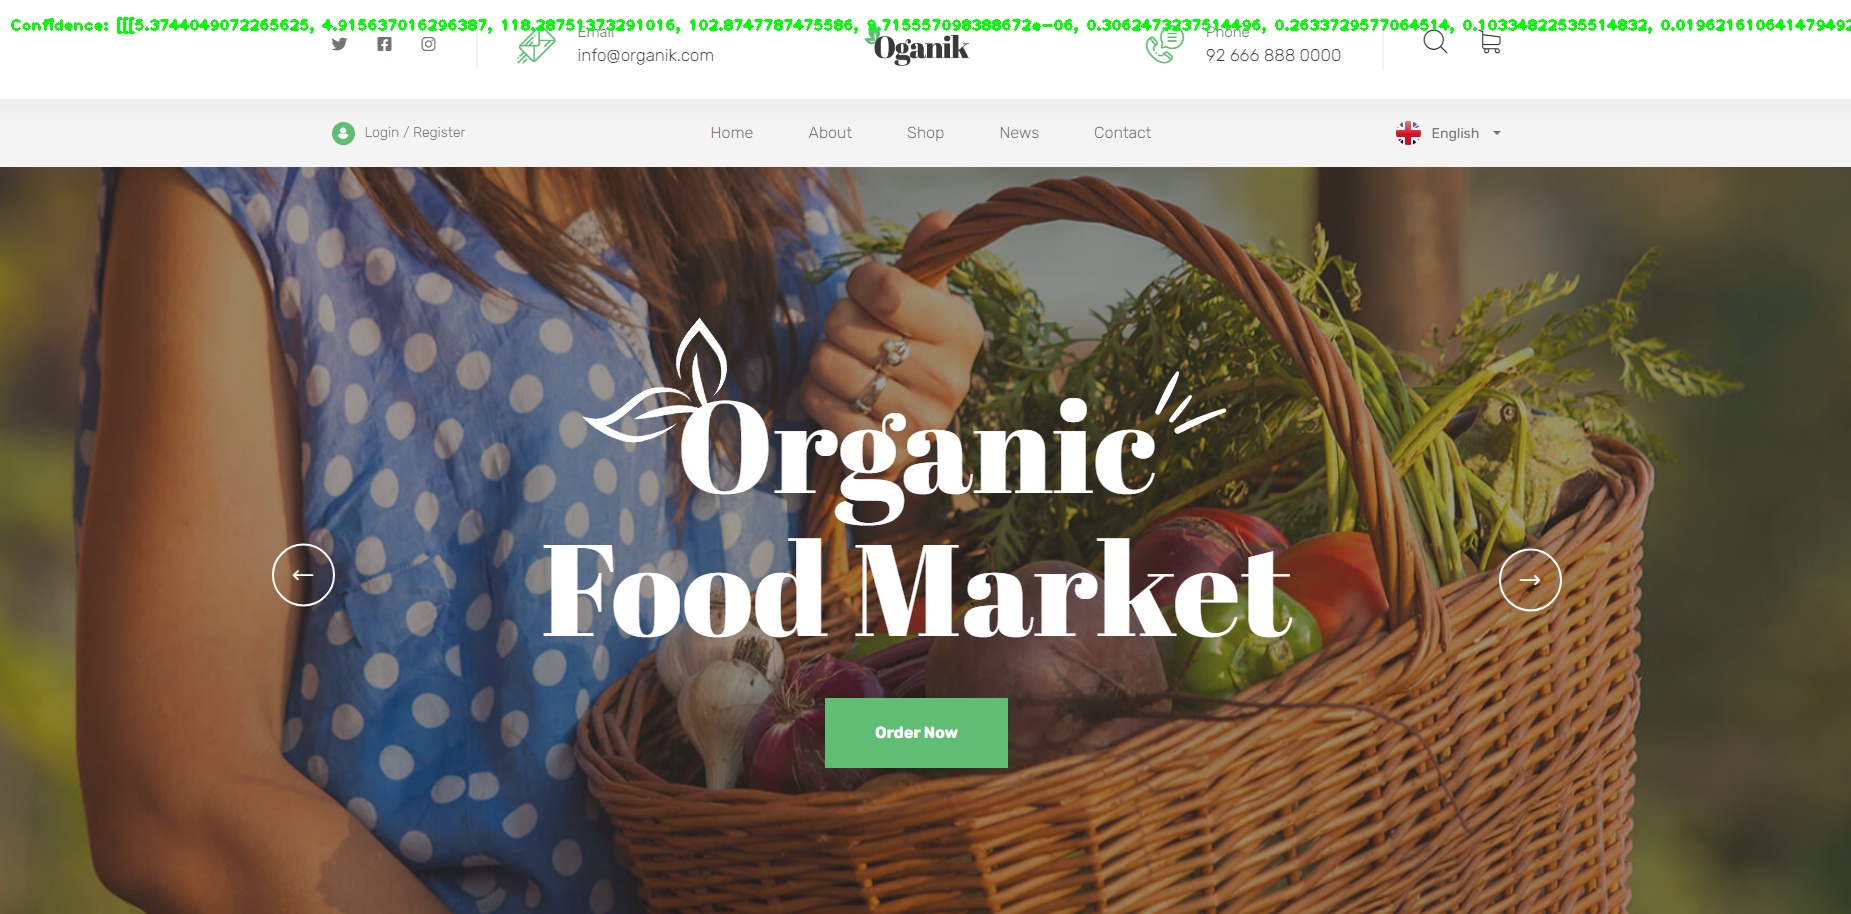 Confidence: [[[5.3744049072265625, 4.915637016296387, 118.28751373291016, 102.8747787475586, 9.715557098388672e-06, 0.3062473237514496, 0.2633729577064514, 0.10334822535514832, 0.019621610641479492
Email
info@organik.com
Oganik
Phone
92 666 888 0000
Login / Register
Home About Shop News Contact
English
Organic
Food Market
Order Now